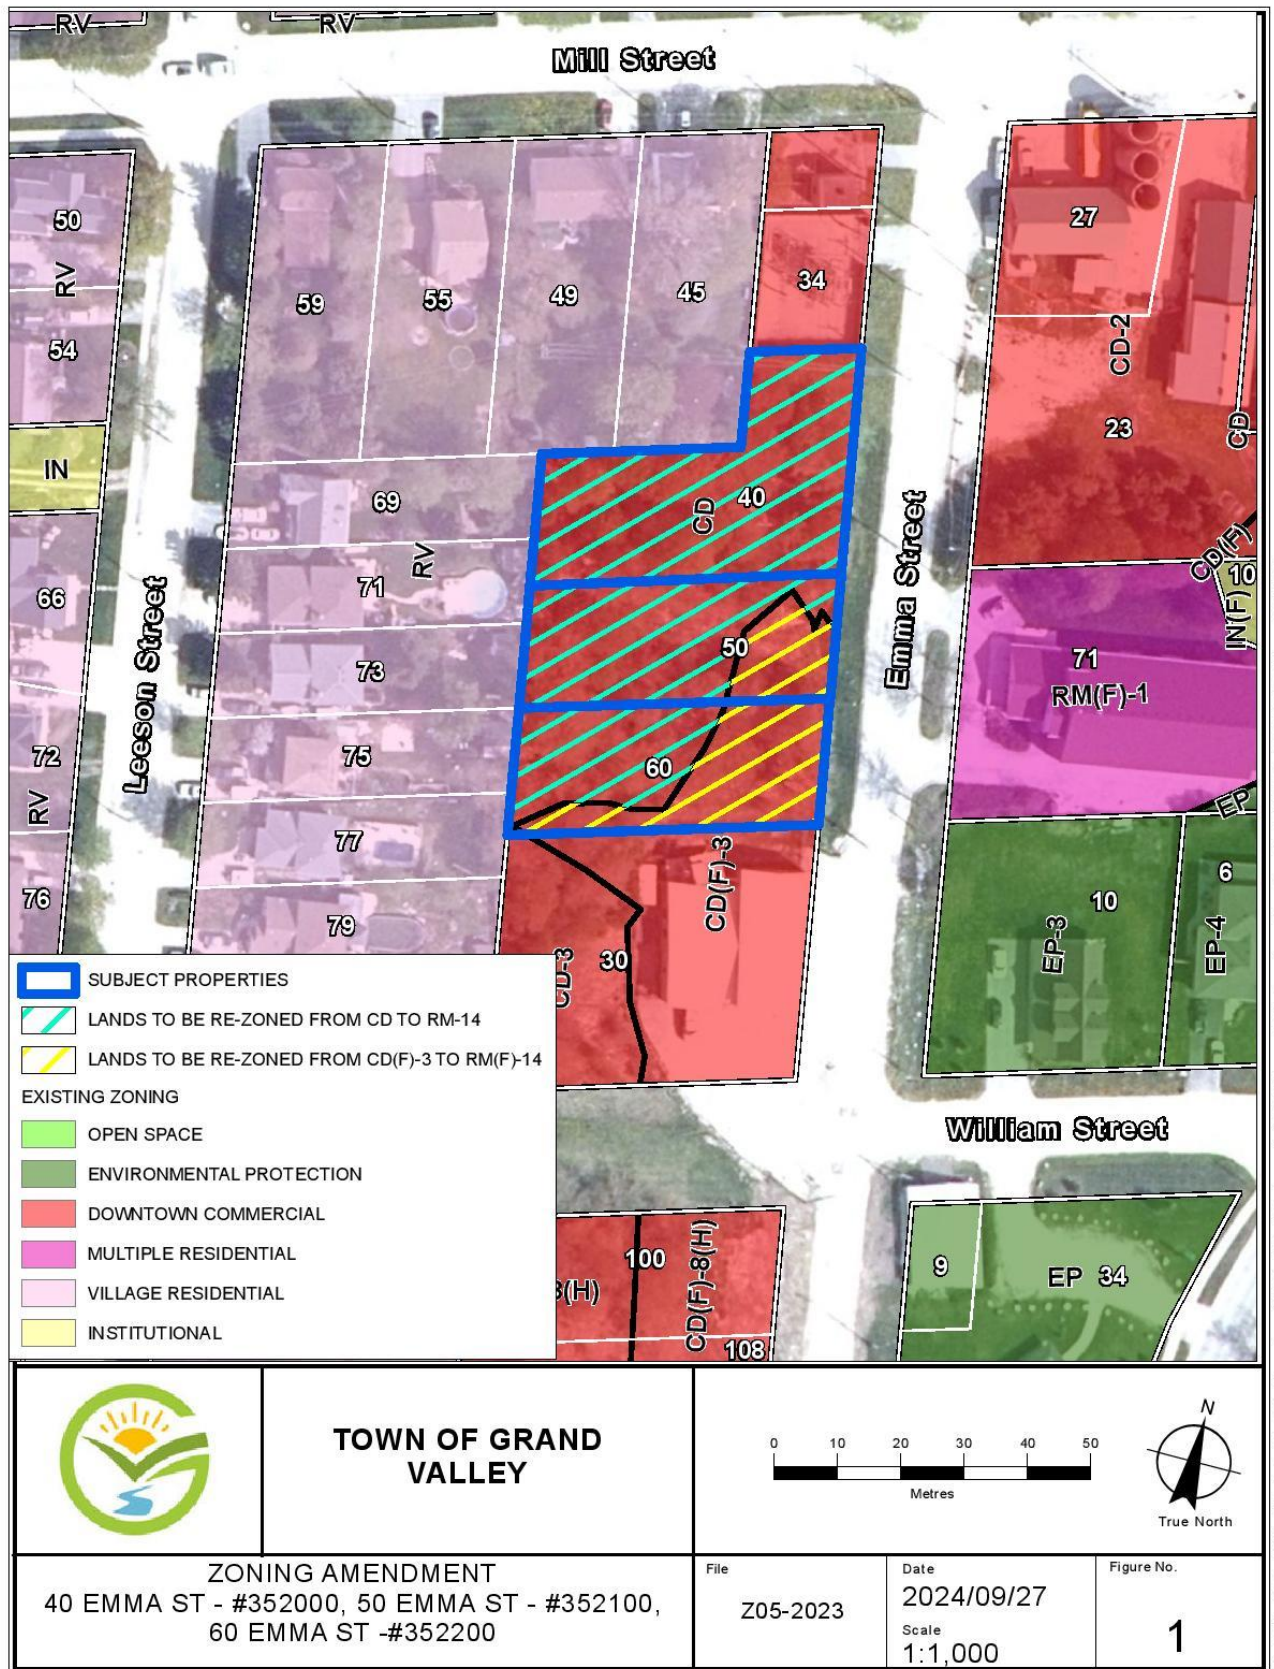 RV
RV
Mill Street
50
RV
54
IN
66
72
RV
76
Leeson Street
59
55
49
45
34
27
CD-2
23
CD
CD(F)
10
IN(F)
69
RV
71
73
75
77
79
CD
40
50
60
Emma Street
71
RM(F)-1
EP
CD(F)-3
CD-3
30
10
EP-3
6
EP-4
William Street
100
CD(F)-8(H)
108
9
EP 34
SUBJECT PROPERTIES
LANDS TO BE RE-ZONED FROM CD TO RM-14
LANDS TO BE RE-ZONED FROM CD(F)-3 TO RM(F)-14
EXISTING ZONING
OPEN SPACE
ENVIRONMENTAL PROTECTION
DOWNTOWN COMMERCIAL
MULTIPLE RESIDENTIAL
VILLAGE RESIDENTIAL
INSTITUTIONAL
TOWN OF GRAND
VALLEY
0 10 20 30 40 50
Metres
N
True North
ZONING AMENDMENT
40 EMMA ST - #352000, 50 EMMA ST - #352100,
60 EMMA ST -#352200
File
Z05-2023
Date
2024/09/27
Scale
1:1,000
Figure No.
1